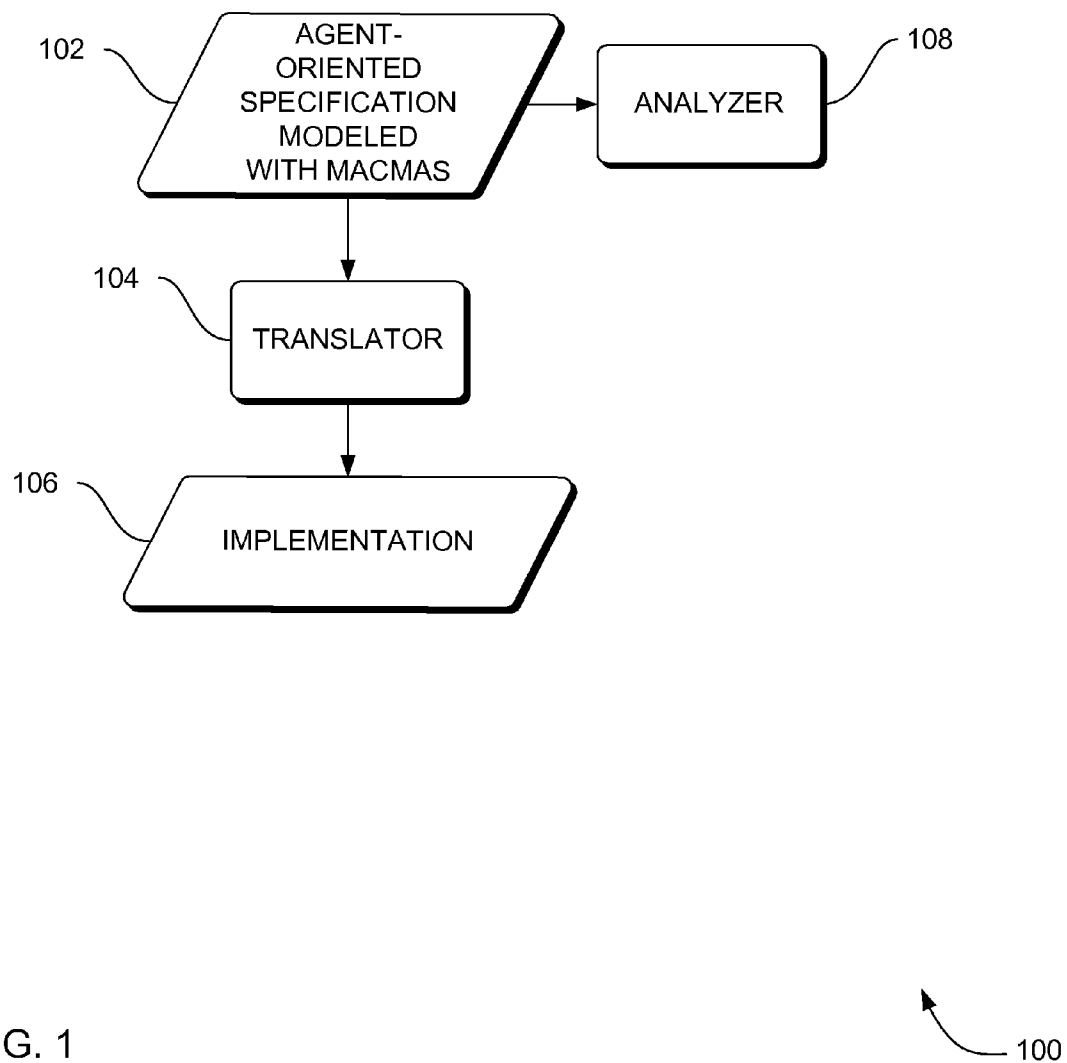 102
AGENT-
ORIENTED
SPECIFICATION
MODELED
WITH MACMAS
ANALYZER
108
104
TRANSLATOR
106
IMPLEMENTATION
G. 1
100